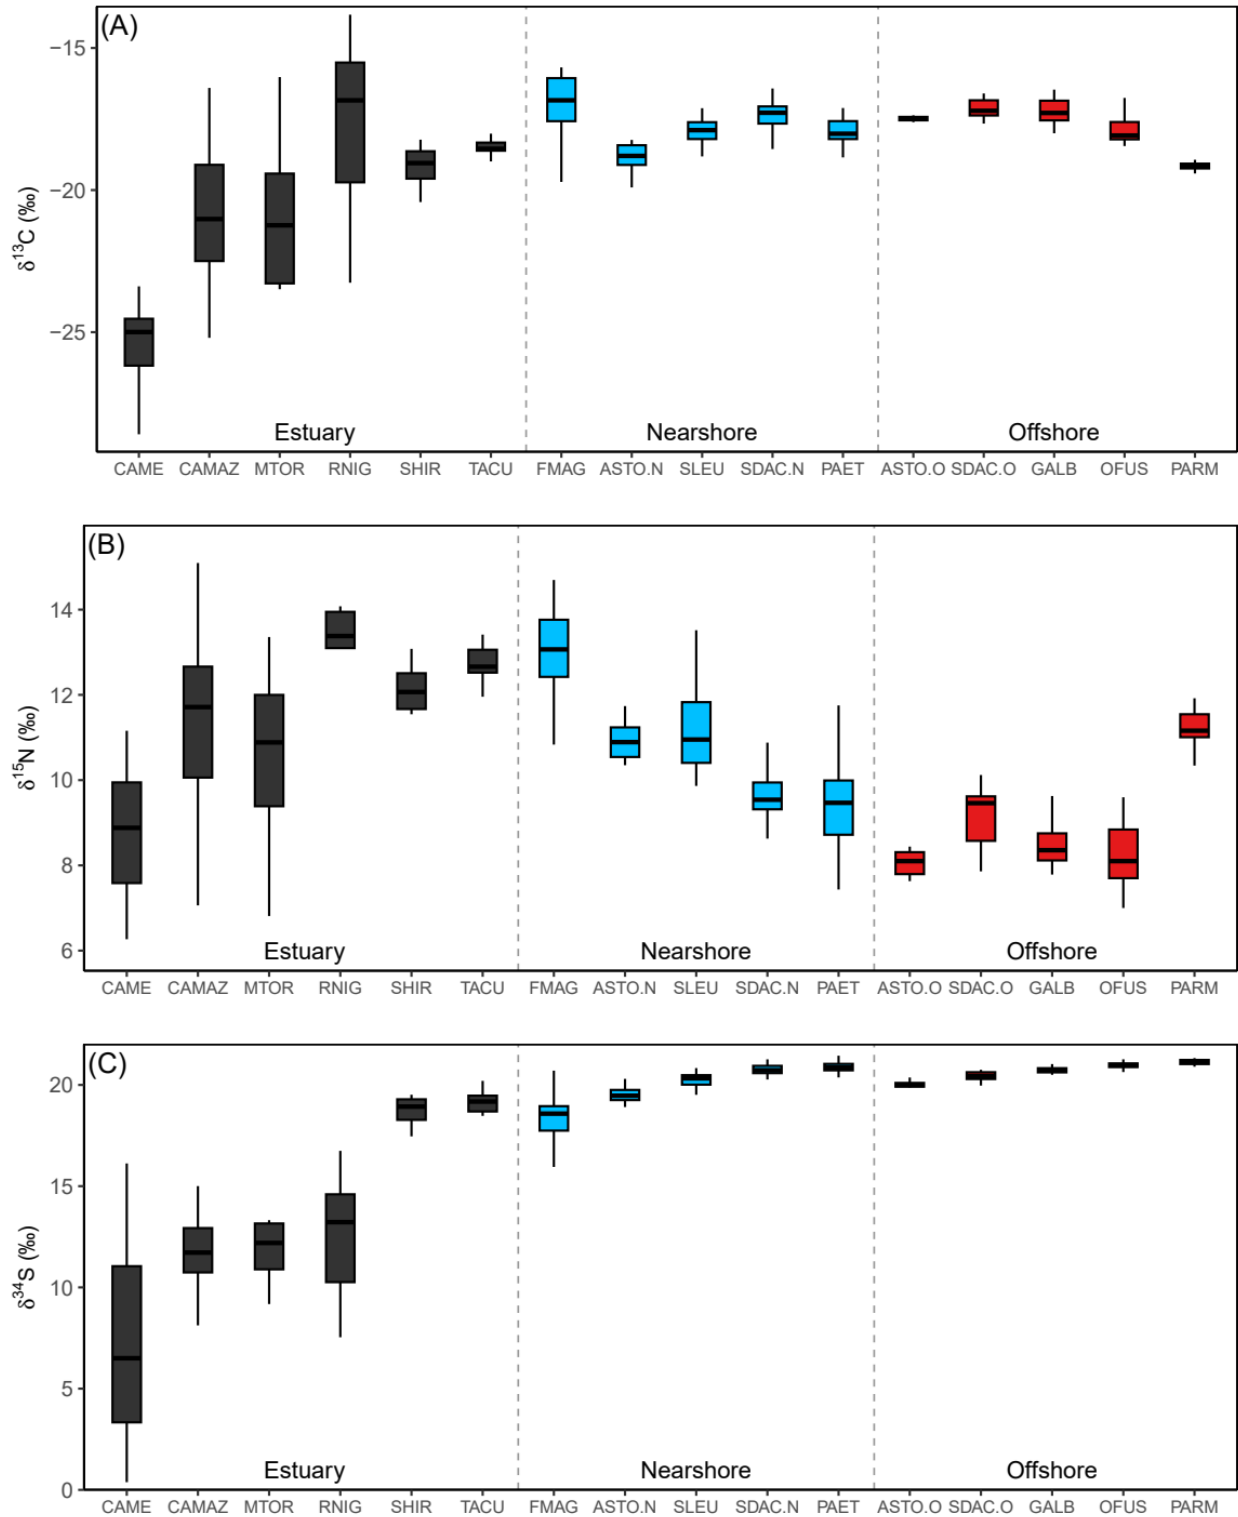 (A)
δ13C (‰)
−15
−20
−25
Estuary Nearshore Offshore
CAME CAMAZ MTOR RNIG SHIR TACU FMAG ASTO.N SLEU SDAC.N PAET ASTO.O SDAC.O GALB OFUS PARM
(B)
δ15N (‰)
14
12
10
8
6
Estuary Nearshore Offshore
CAME CAMAZ MTOR RNIG SHIR TACU FMAG ASTO.N SLEU SDAC.N PAET ASTO.O SDAC.O GALB OFUS PARM
(C)
δ34S (‰)
20
15
10
5
0
Estuary Nearshore Offshore
CAME CAMAZ MTOR RNIG SHIR TACU FMAG ASTO.N SLEU SDAC.N PAET ASTO.O SDAC.O GALB OFUS PARM